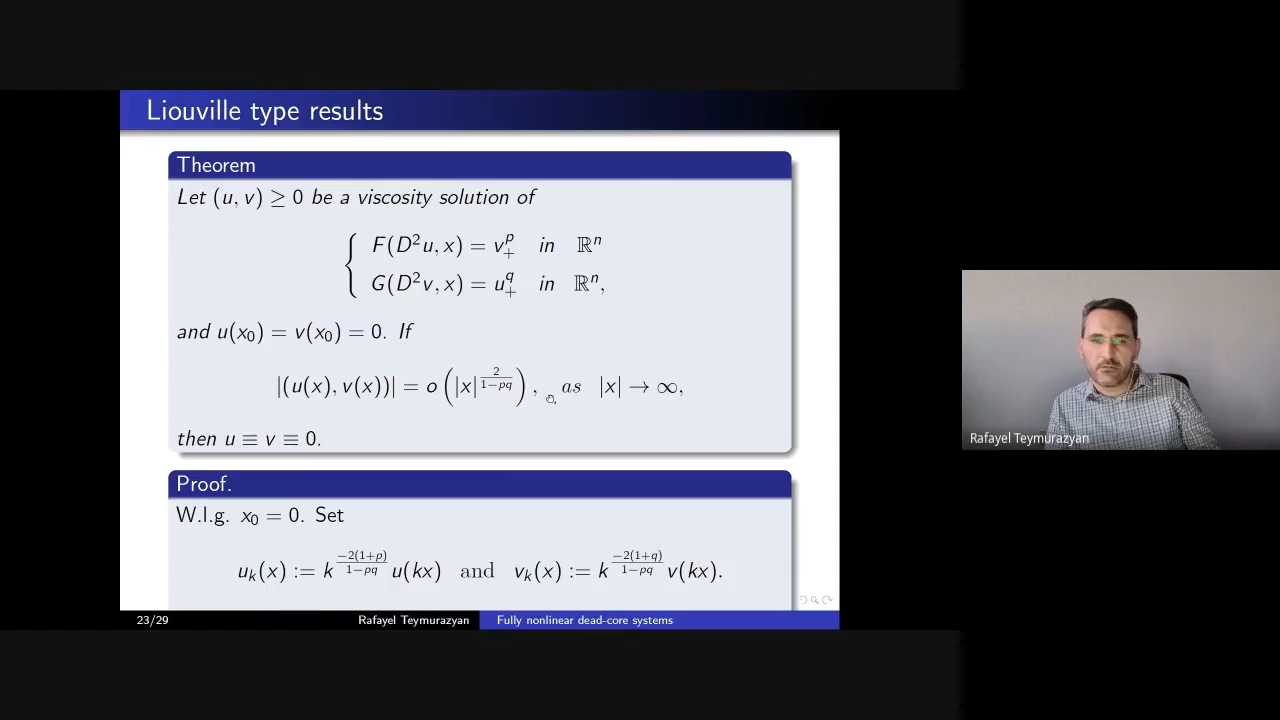 Liouville type results
Theorem
Let (u, v) ≥ 0 be a viscosity solution of
{ F(D²u, x) = v₊ᵖ in ℝⁿ
G(D²v, x) = u₊^q in ℝⁿ,
and u(x₀) = v(x₀) = 0. If
|(u(x), v(x))| = o(|x|^{2/(1−pq)}), as |x| → ∞,
then u ≡ v ≡ 0.
Proof.
W.l.g. x₀ = 0. Set
uₖ(x) := k^{−2(1+p)/(1−pq)} u(kx) and vₖ(x) := k^{−2(1+q)/(1−pq)} v(kx).
23/29 Rafayel Teymurazyan Fully nonlinear dead-core systems
Rafayel Teymurazyan